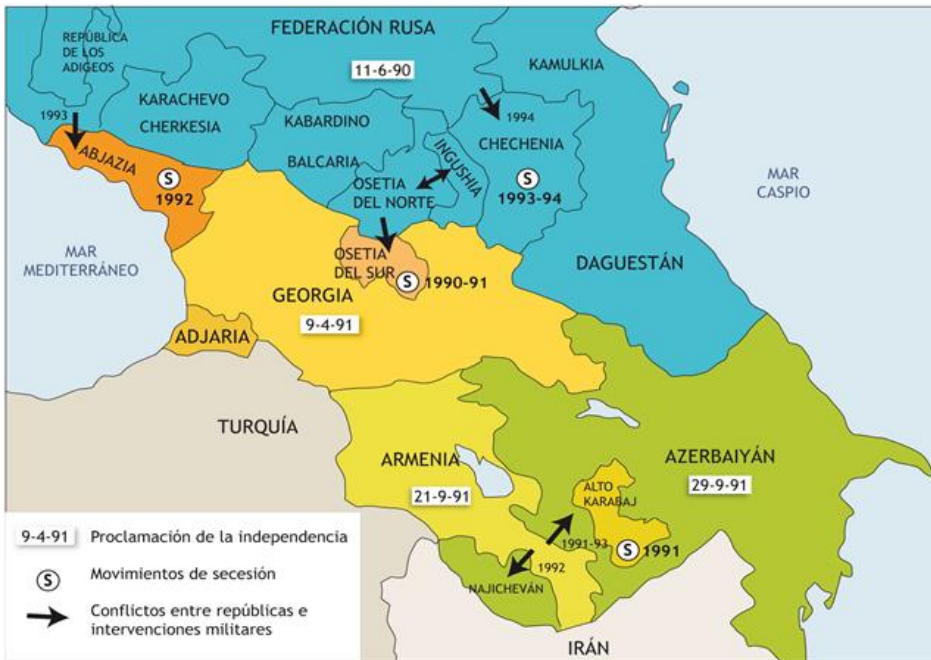 FEDERACIÓN RUSA
11-6-90
REPÚBLICA
DE LOS
ADIGEOS
KAMULKIA
KARACHEVO
CHERKESIA
KABARDINO
BALCARIA
1993
ABJAZIA
S
1992
1994
CHECHENIA
S
1993-94
INGUSHIA
OSETIA
DEL NORTE
MAR
CASPIO
MAR
MEDITERRÁNEO
OSETIA
DEL SUR
S
1990-91
DAGUESTÁN
GEORGIA
9-4-91
ADJARIA
TURQUÍA
ARMENIA
21-9-91
AZERBAIYÁN
29-9-91
ALTO
KARABAJ
1991-93
S
1991
1992
NAJICHEVÁN
IRÁN
9-4-91 Proclamación de la independencia
S Movimientos de secesión
Conflictos entre repúblicas e
intervenciones militares